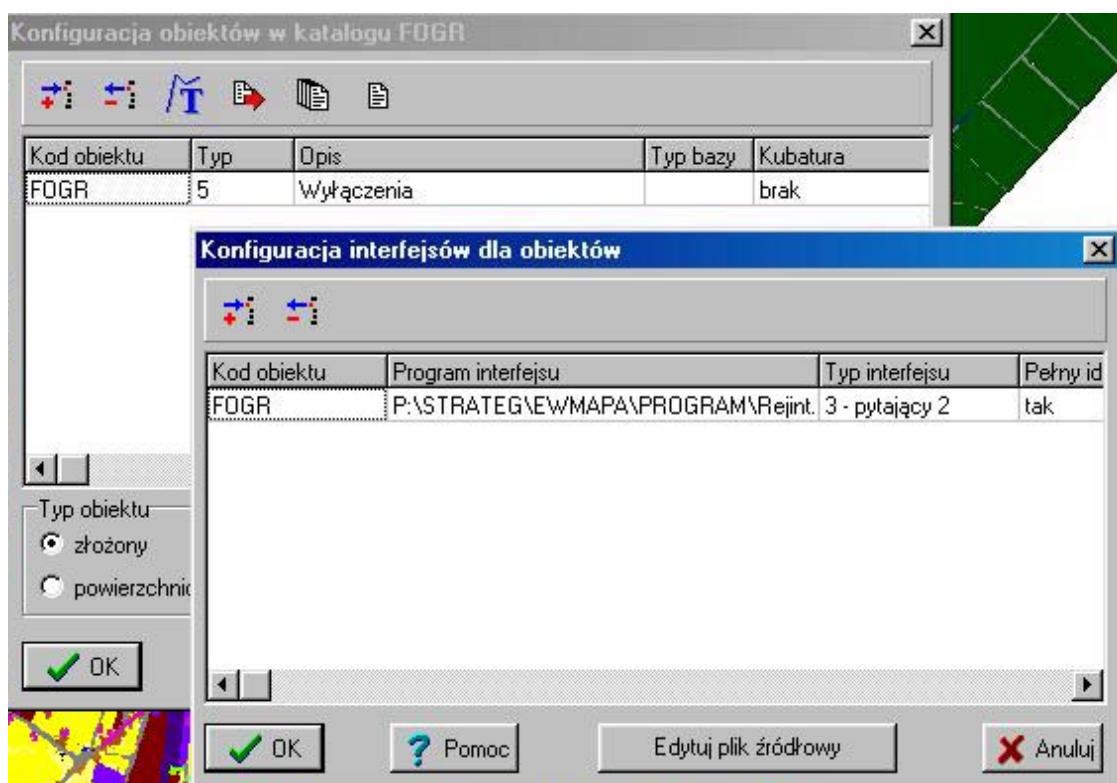 Konfiguracja obiektów w katalogu FOGR
Kod obiektu Typ Opis Typ bazy Kubatura
FOGR 5 Wyłączenia brak
Konfiguracja interfejsów dla obiektów
Kod obiektu Program interfejsu Typ interfejsu Pełny id
FOGR P:\STRATEG\EWMAPA\PROGRAM\Rejint. 3 - pytający 2 tak
Typ obiektu
złożony
powierzchnio
OK
OK Pomoc Edytuj plik źródłowy Anuluj